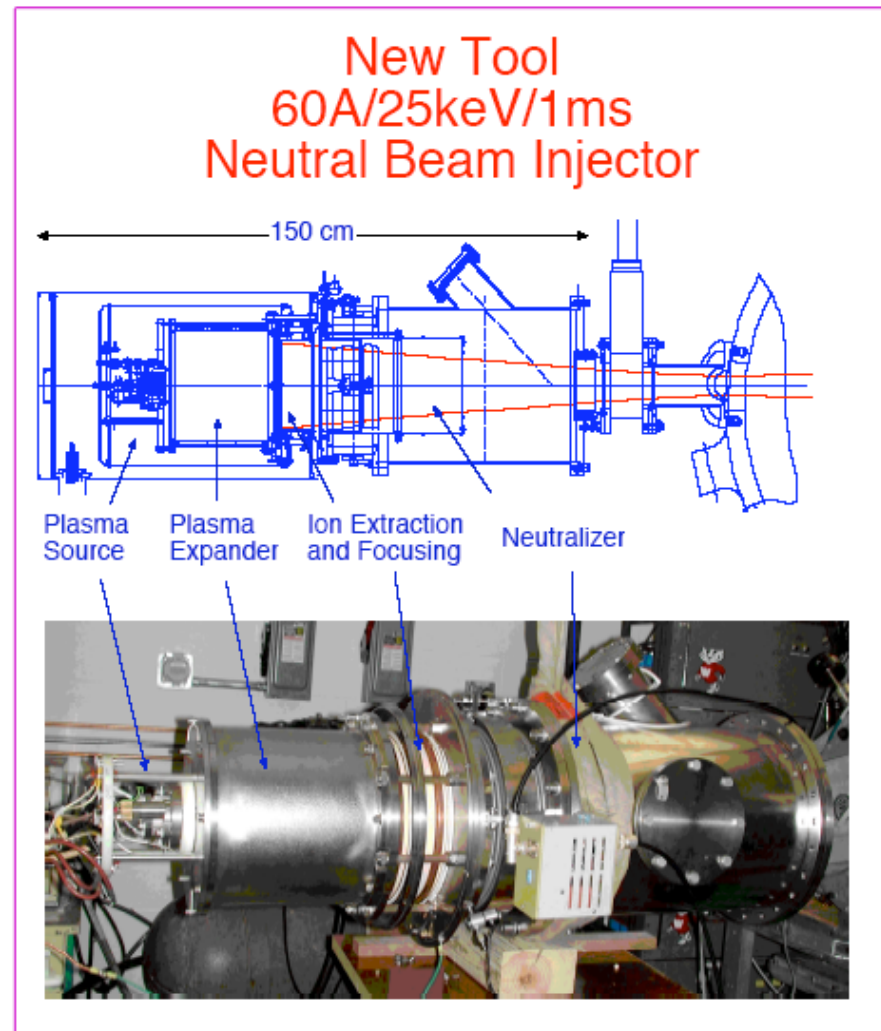 New Tool
60A/25keV/1ms
Neutral Beam Injector
150 cm
Plasma
Source
Plasma
Expander
Ion Extraction
and Focusing
Neutralizer